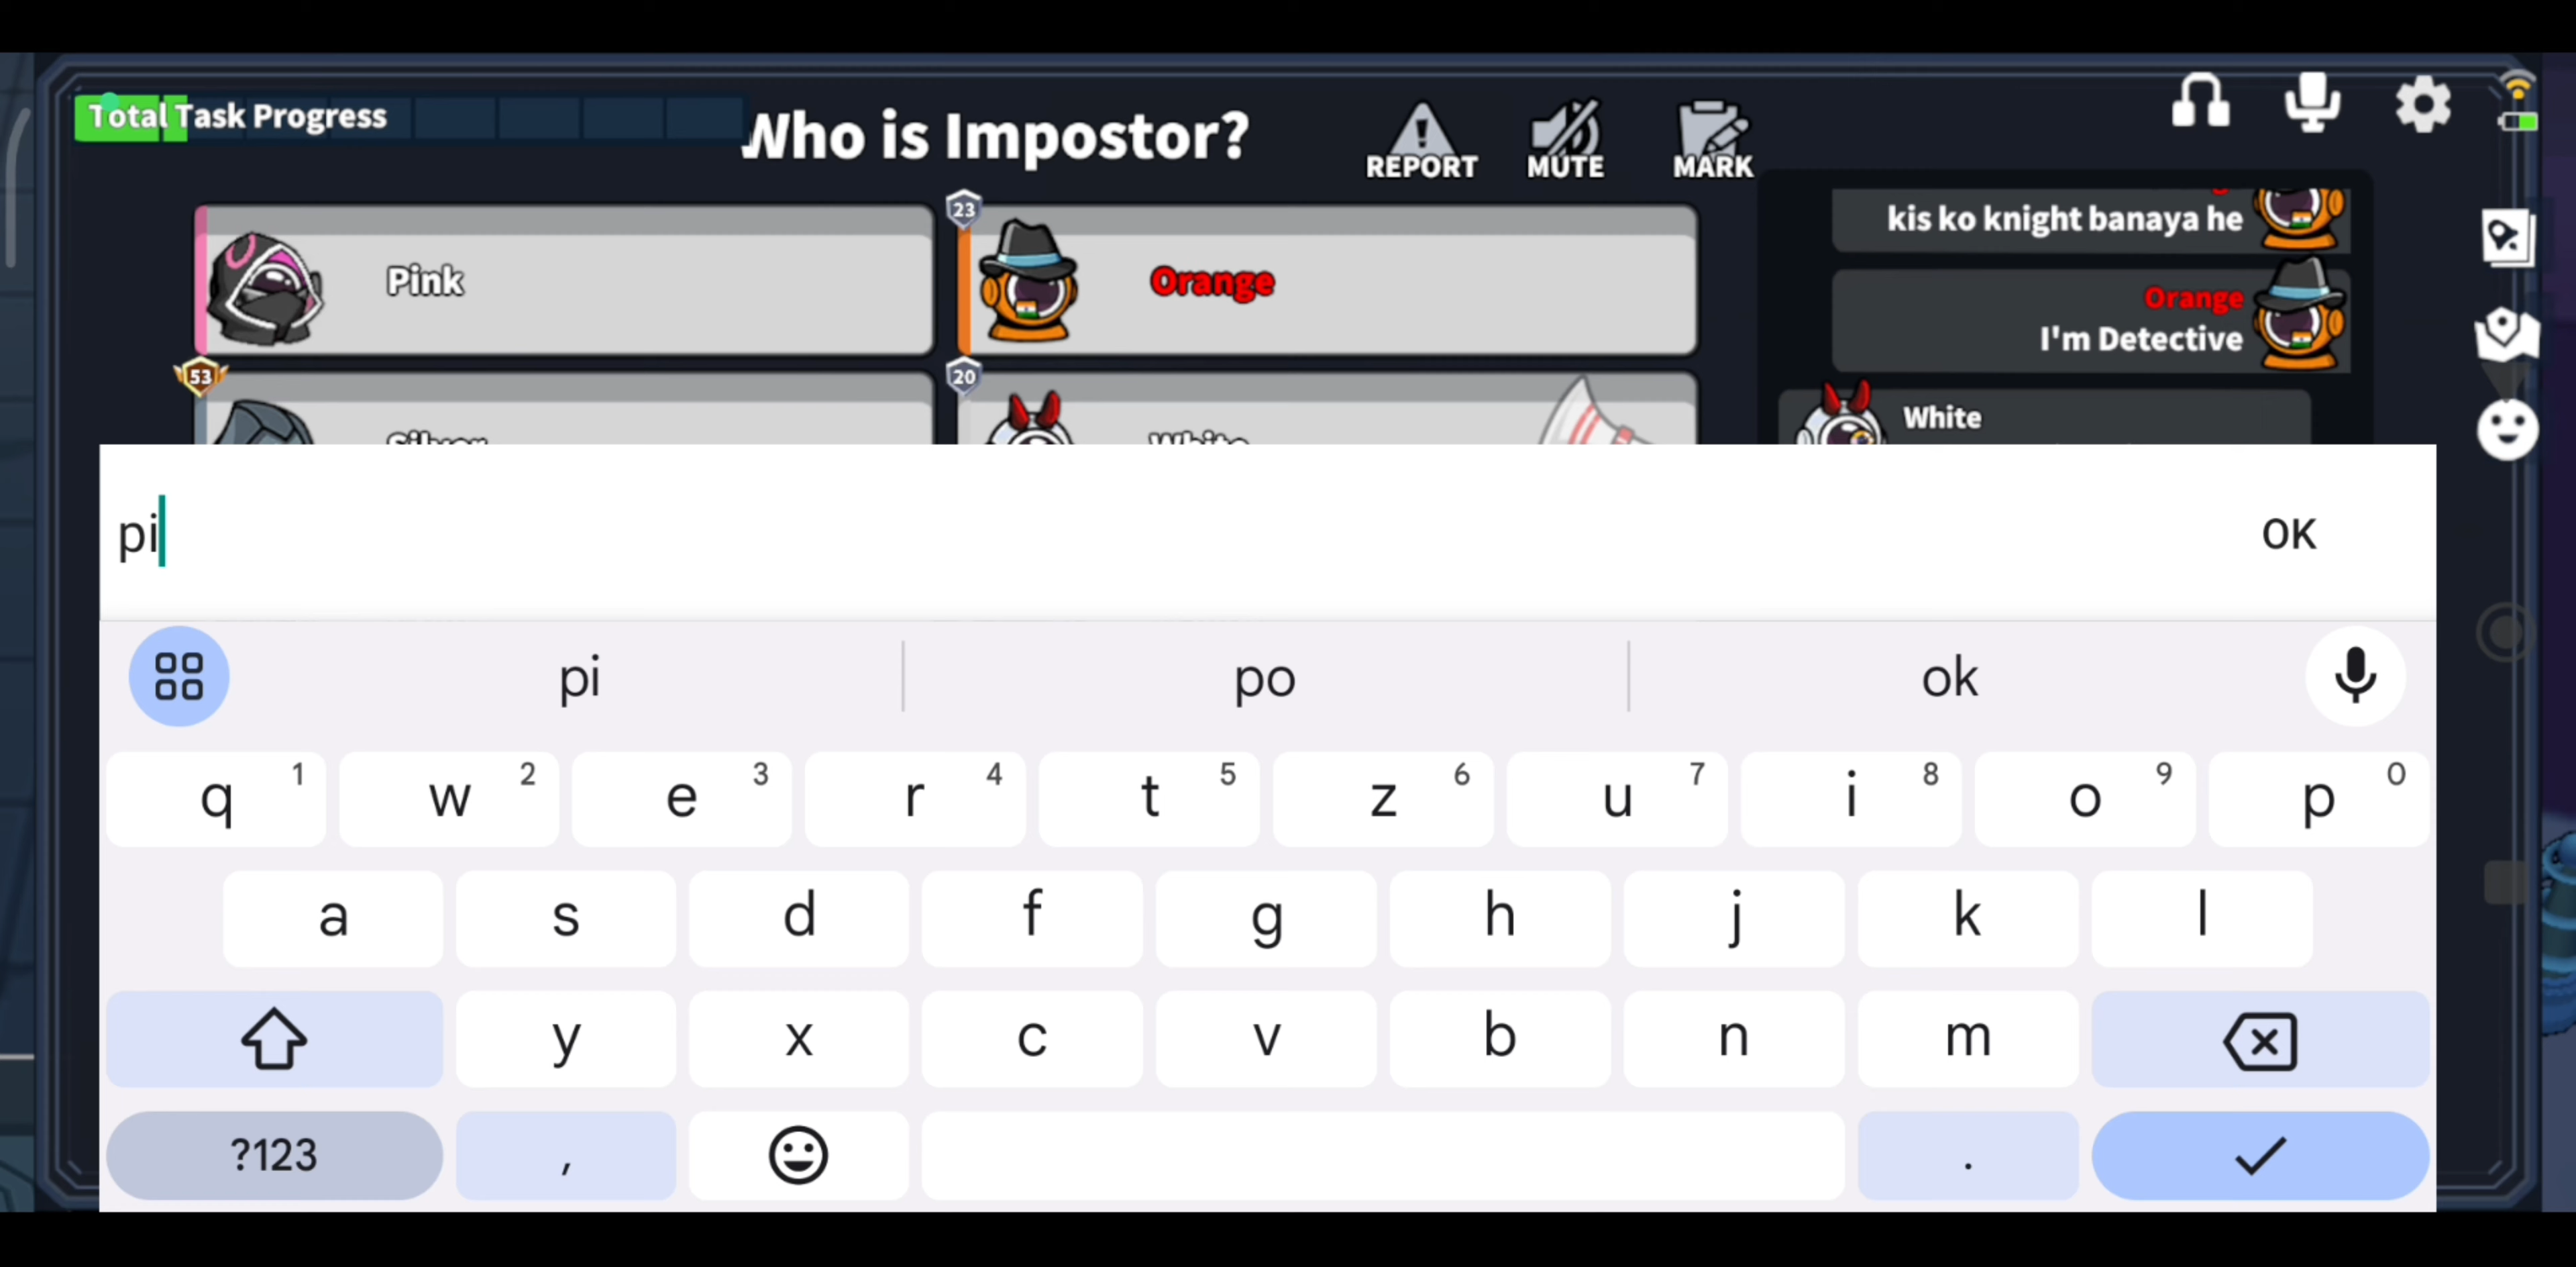 Total Task Progress
Who is Impostor?
REPORT
MUTE
MARK
Pink
23
Orange
kis ko knight banaya he
Orange
I'm Detective
53
Silver
20
White
White
pi
OK
pi
po
ok
q 1 w 2 e 3 r 4 t 5 z 6 u 7 i 8 o 9 p 0
a s d f g h j k l
y x c v b n m
?123 , .